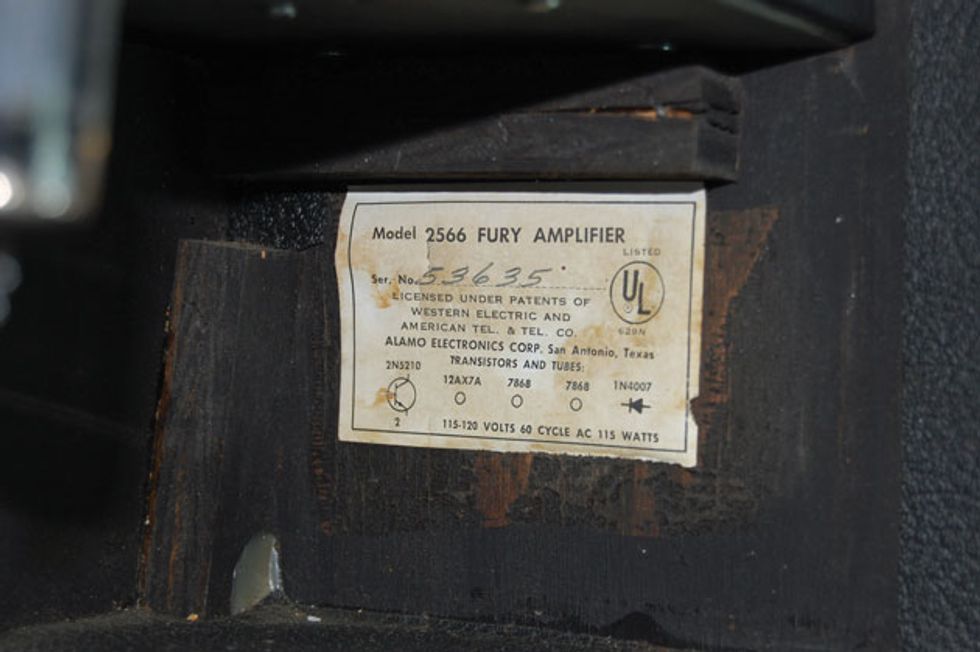 Model 2566 FURY AMPLIFIER
LISTED
UL
Ser. No. 53635
628N
LICENSED UNDER PATENTS OF
WESTERN ELECTRIC AND
AMERICAN TEL. & TEL. CO.
ALAMO ELECTRONICS CORP. San Antonio, Texas
TRANSISTORS AND TUBES:
2N5210 12AX7A 7868 7868 1N4007
2
115-120 VOLTS 60 CYCLE AC 115 WATTS